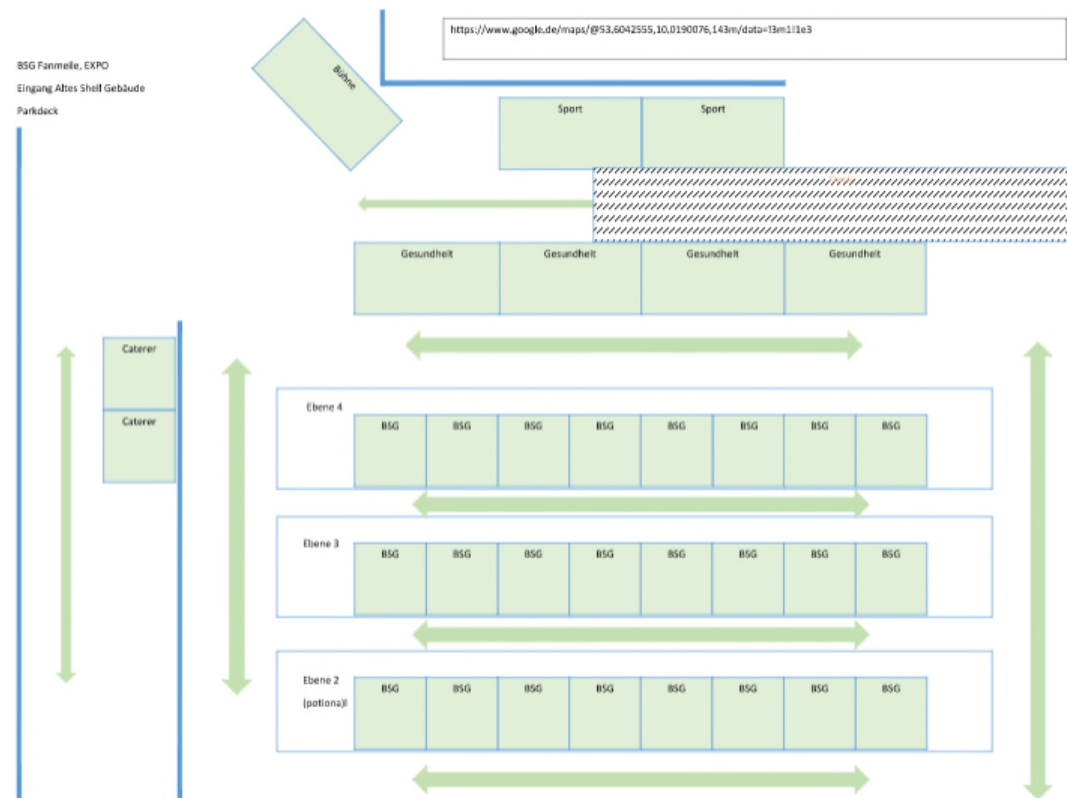 https://www.google.de/maps/@53,6042555,10,0190076,143m/data=!3m1!1e3
BSG Fanmeile, EXPO
Eingang Altes Shell Gebäude
Parkdeck
Bühne
Sport Sport
Gesundheit Gesundheit Gesundheit Gesundheit
Caterer
Caterer
Ebene 4
BSG BSG BSG BSG BSG BSG BSG BSG
Ebene 3
BSG BSG BSG BSG BSG BSG BSG BSG
Ebene 2
(potiona)l
BSG BSG BSG BSG BSG BSG BSG BSG